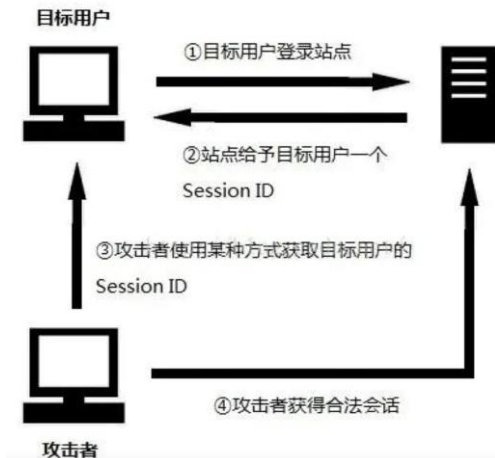 目标用户
①目标用户登录站点
②站点给予目标用户一个
Session ID
③攻击者使用某种方式获取目标用户的
Session ID
④攻击者获得合法会话
攻击者